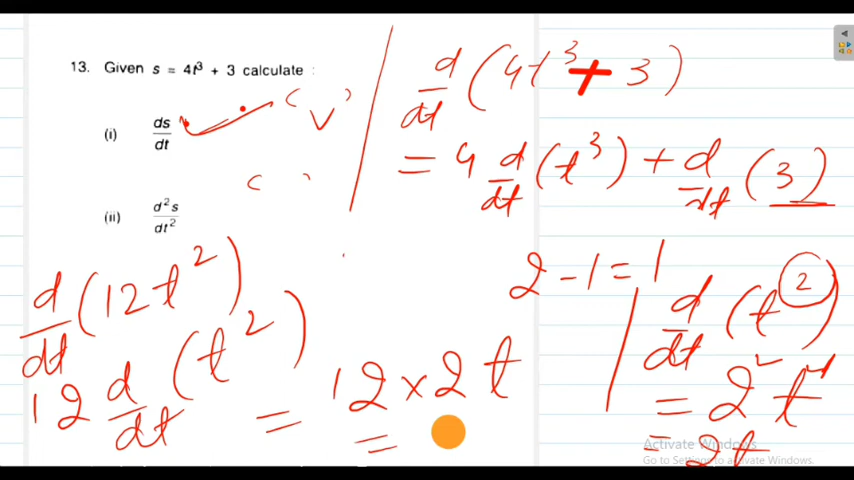 13. Given s = 4t³ + 3 calculate :
(i) ds/dt
' V '
(ii) d²s/dt²
d/dt (4t³ + 3)
= 4 d/dt (t³) + d/dt (3)
d/dt (12t²)
12 d/dt (t²) = 12 × 2t
=
2 - 1 = 1
d/dt (t²)
= 2
= 2t
Activate Windows
Go to Settings to activate Windows.